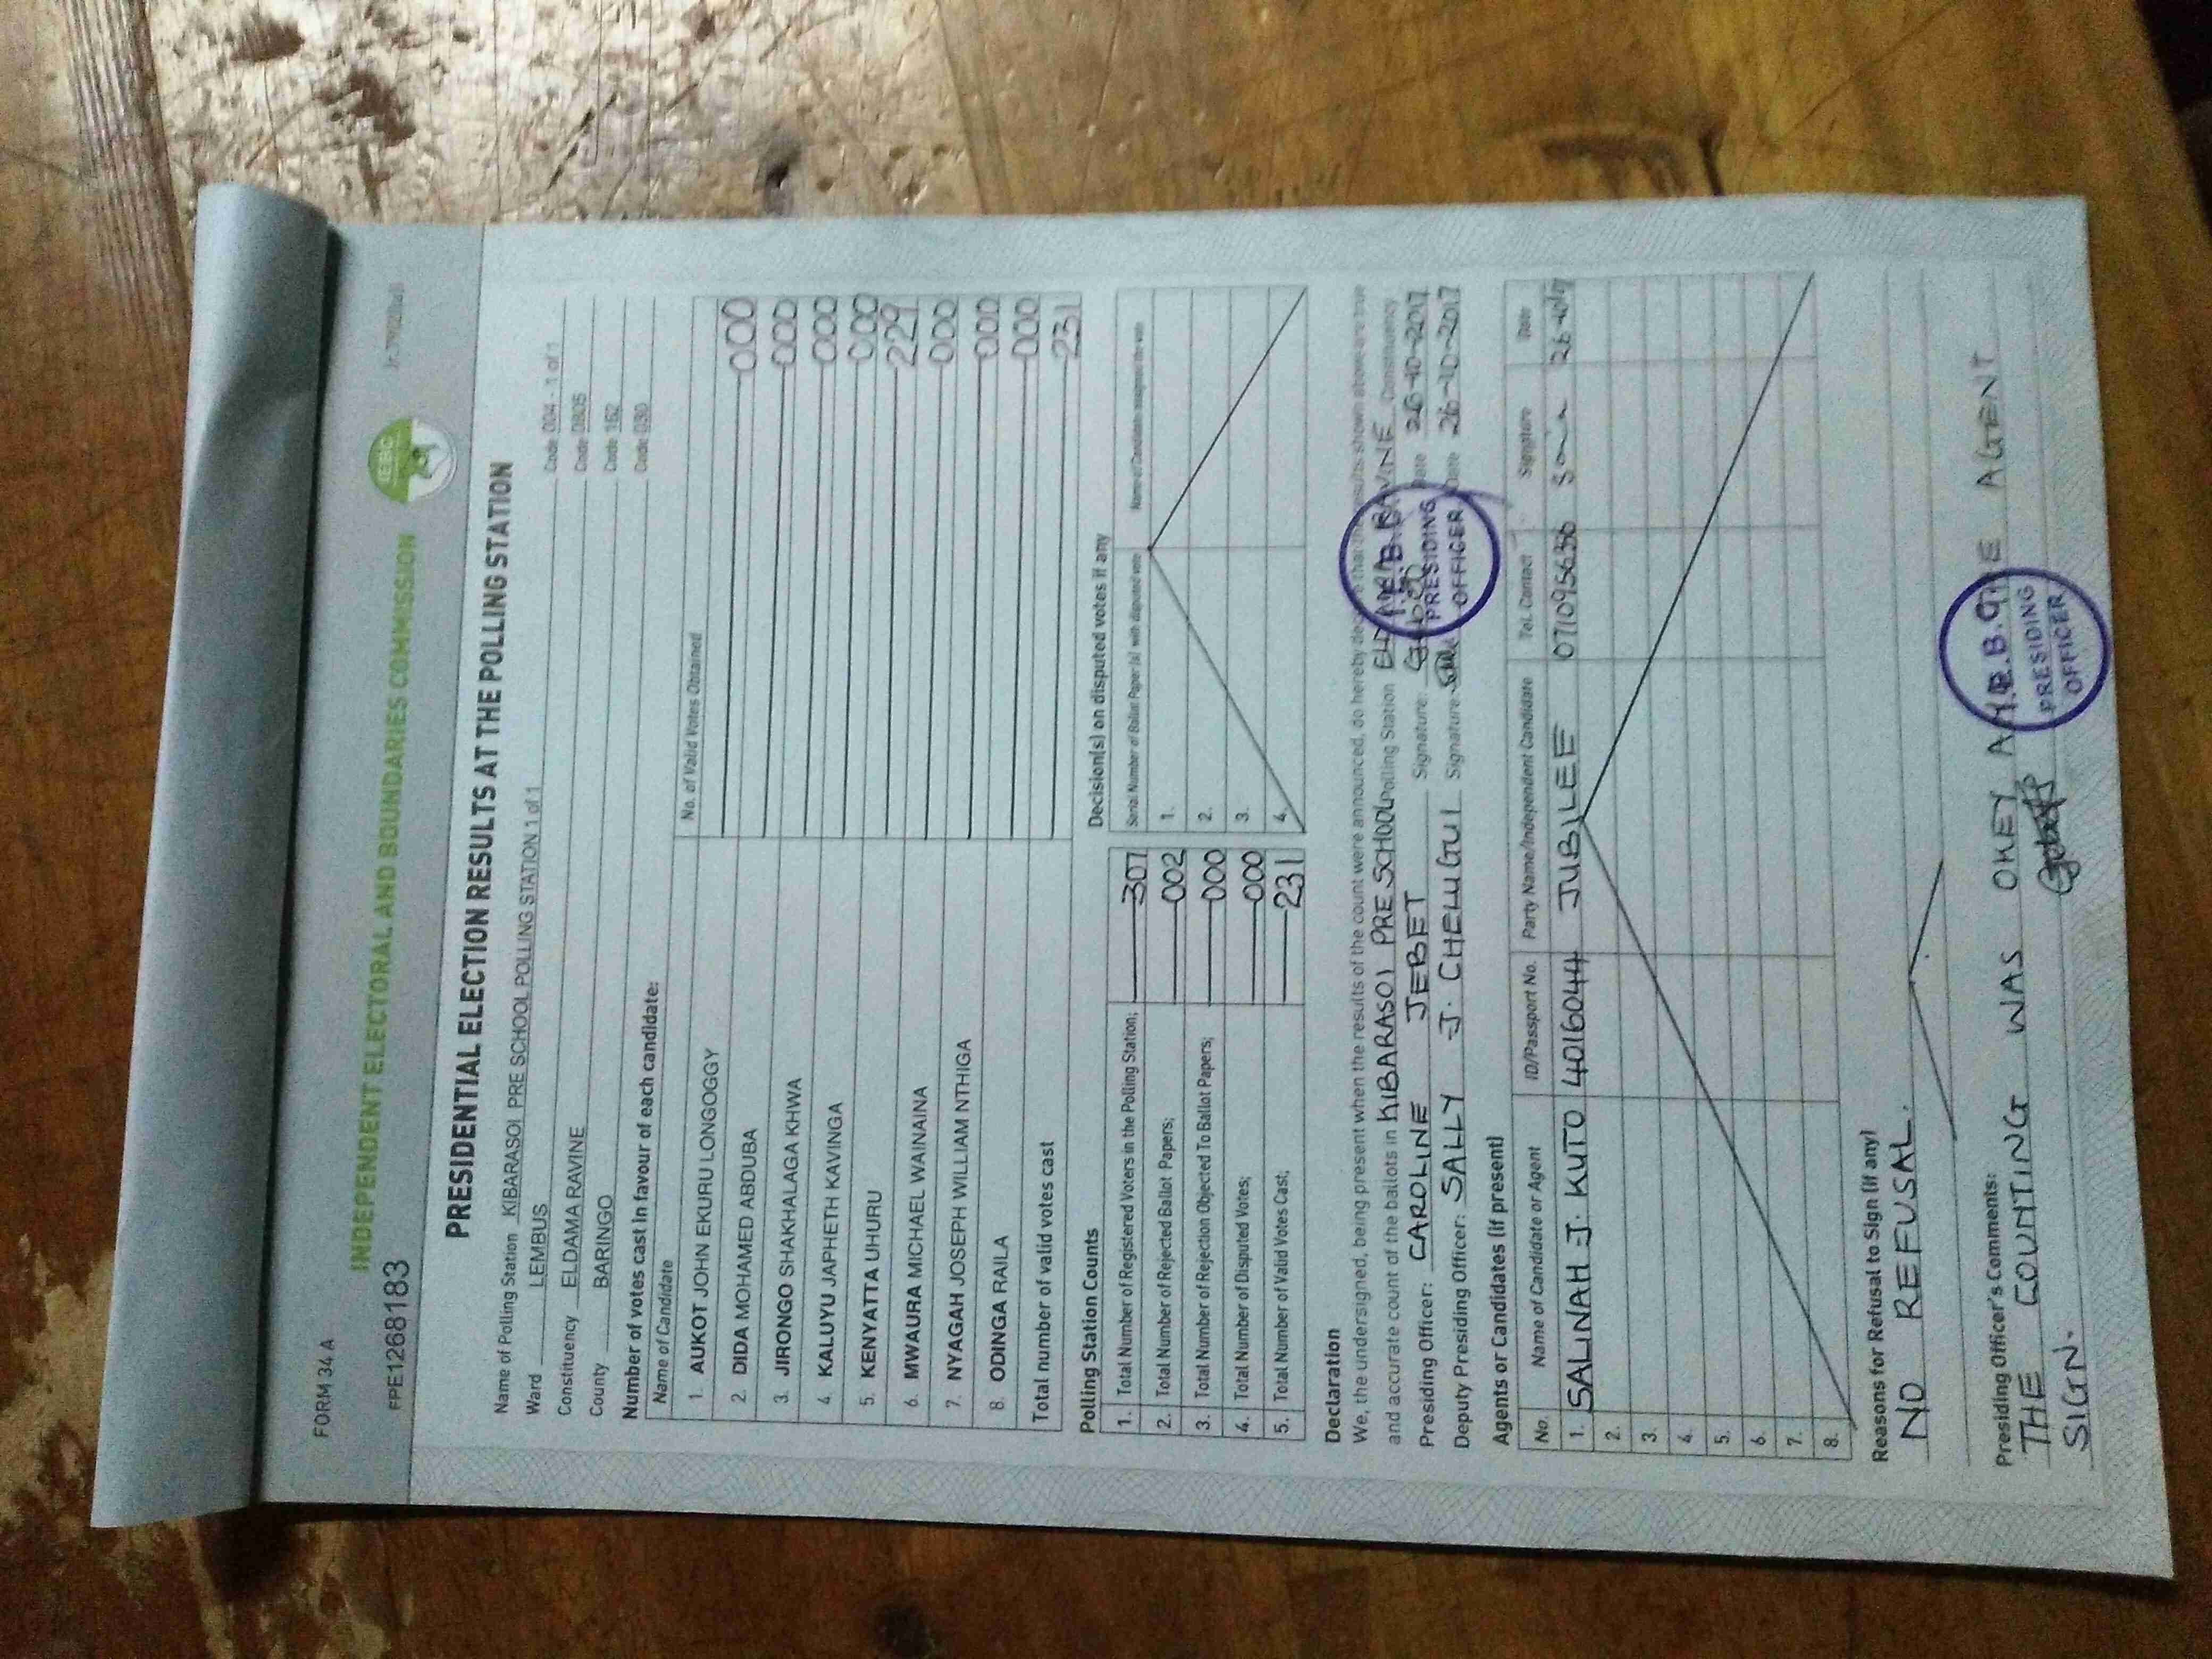 FORM 34 A
INDEPENDENT ELECTORAL AND BOUNDARIES COMMISSION
IEBC
FPE1268183
PRESIDENTIAL ELECTION RESULTS AT THE POLLING STATION
Name of Polling Station KIBARASOI PRE SCHOOL POLLING STATION 1 of 1 Code 004 - 1 of 1
Ward LEMBUS Code 0805
Constituency ELDAMA RAVINE Code 162
County BARINGO Code 030
Number of votes cast in favour of each candidate:
Name of Candidate No. of Valid Votes Obtained
1. AUKOT JOHN EKURU LONGOGGY 000
2. DIDA MOHAMED ABDUBA 000
3. JIRONGO SHAKHALAGA KHWA 000
4. KALUYU JAPHETH KAVINGA 000
5. KENYATTA UHURU 229
6. MWAURA MICHAEL WAINAINA 000
7. NYAGAH JOSEPH WILLIAM NTHIGA 000
8. ODINGA RAILA 000
Total number of valid votes cast 231
Polling Station Counts
1. Total Number of Registered Voters in the Polling Station; 307
2. Total Number of Rejected Ballot Papers; 002
3. Total Number of Rejection Objected To Ballot Papers; 000
4. Total Number of Disputed Votes; 000
5. Total Number of Valid Votes Cast; 231
Decision(s) on disputed votes if any
Serial Number of Ballot Paper (s) with disputed vote Name of Candidate awarded the vote
1.
2.
3.
4.
Declaration
We, the undersigned, being present when the results of the count were announced, do hereby declare that the results shown above are true
and accurate count of the ballots in KIBARASOI PRE SCHOOL Polling Station ELDAMA RAVINE Constituency
Presiding Officer: CAROLINE JEBET Signature: Date 26-10-2017
Deputy Presiding Officer: SALLY J. CHELUGUI Signature Date 26-10-2017
PRESIDING
OFFICER
Agents or Candidates (if present)
No. Name of Candidate or Agent ID/Passport No. Party Name/Independent Candidate Tel. Contact Signature Date
1. SALINAH J. KUTO 4016044 JUBLEE 071095636
2.
3.
4.
5.
6.
7.
8.
Reasons for Refusal to Sign (if any)
NO REFUSAL.
Presiding Officer's Comments:
THE COUNTING WAS OKEY AGENT
SIGN.
PRESIDING
OFFICER